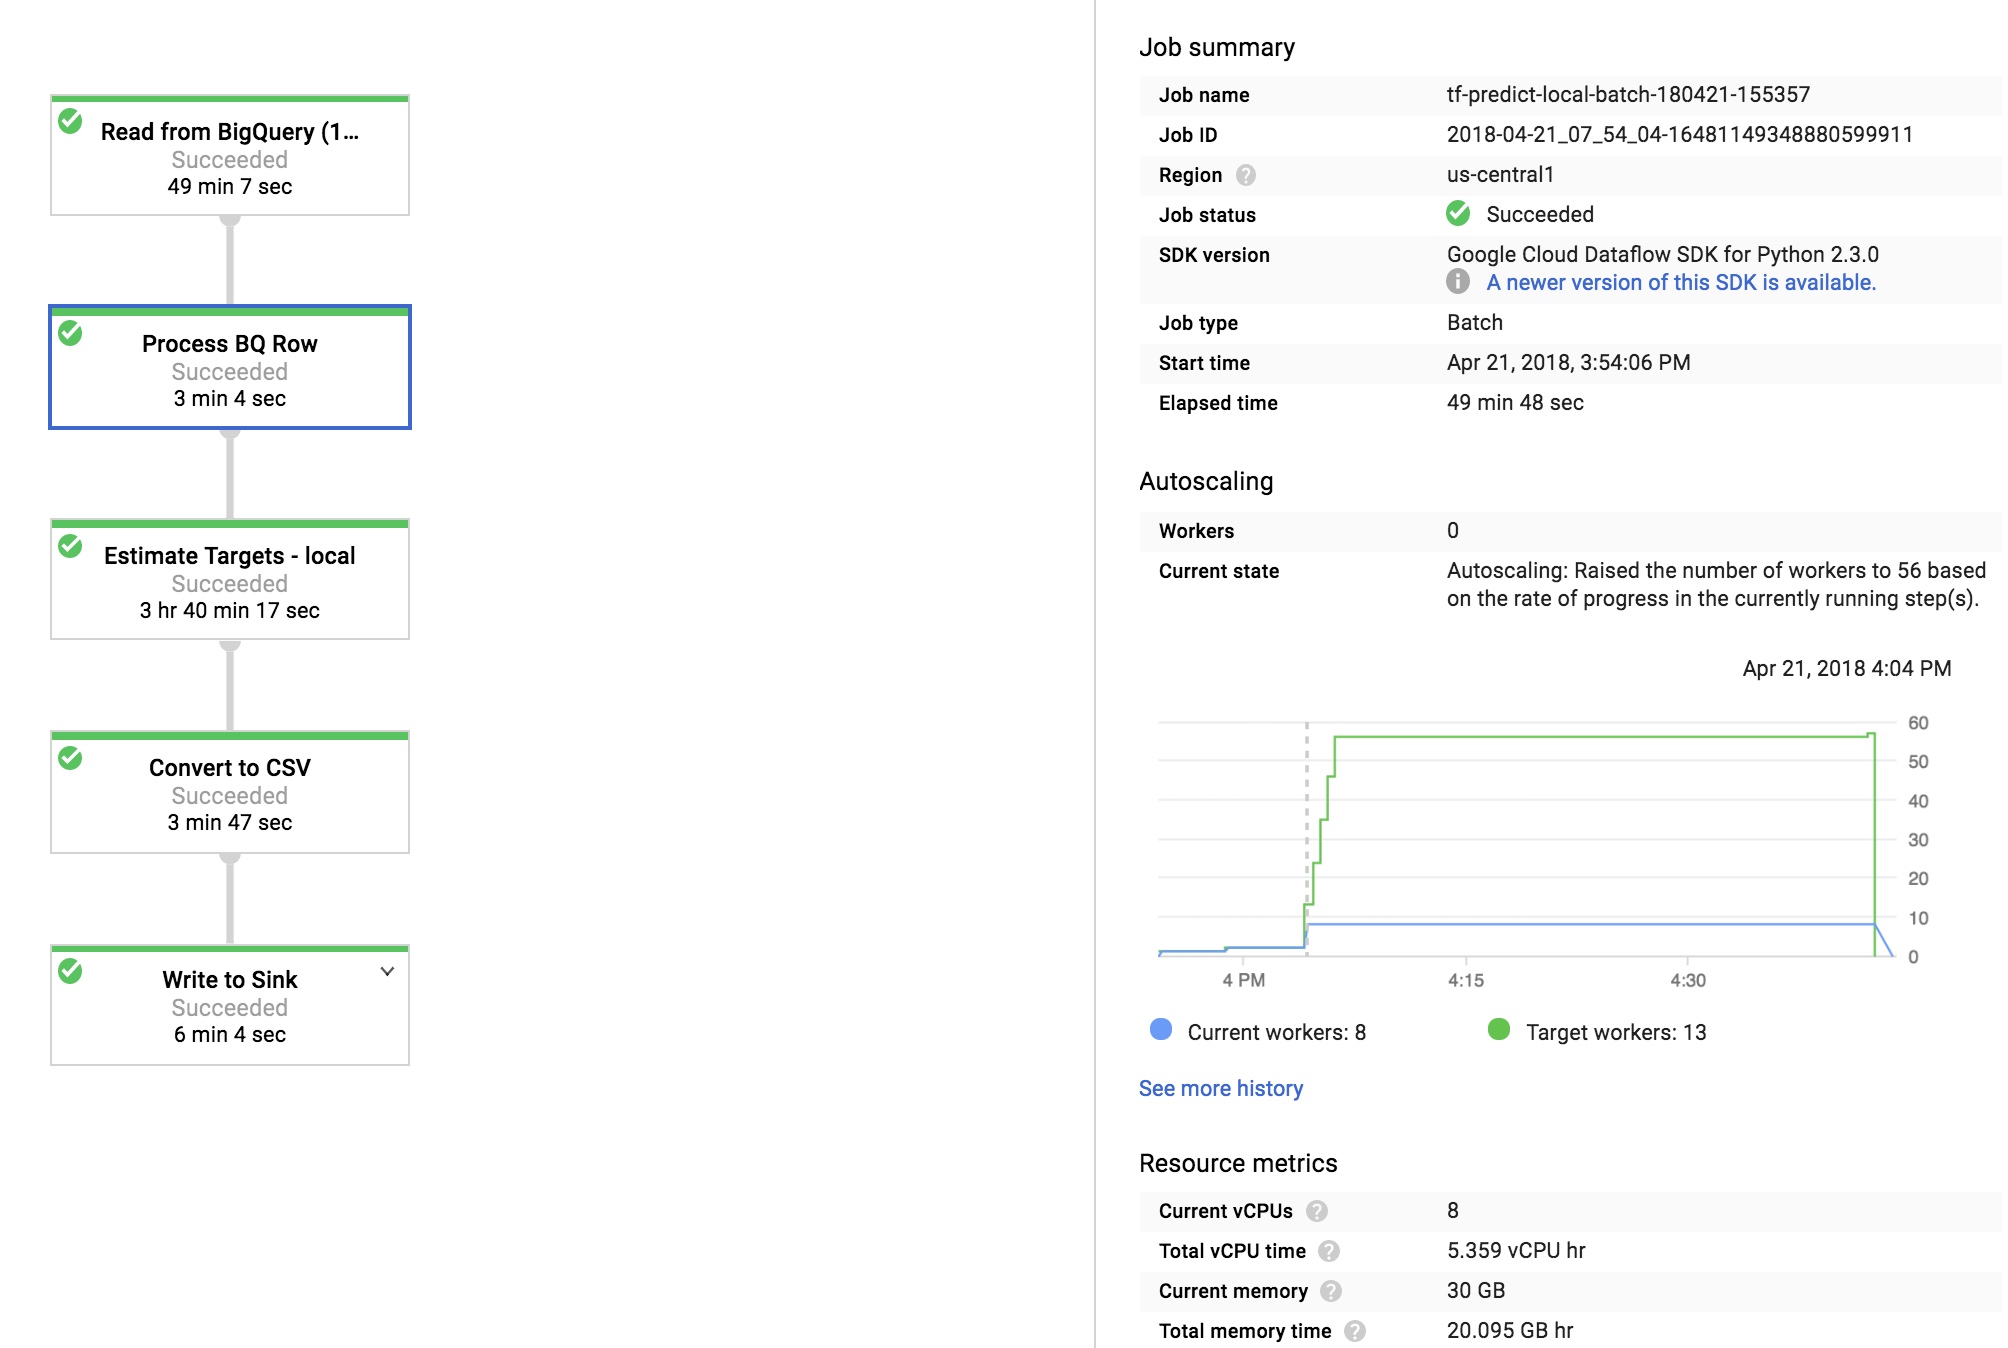 Read from BigQuery (1...
Succeeded
49 min 7 sec
Process BQ Row
Succeeded
3 min 4 sec
Estimate Targets - local
Succeeded
3 hr 40 min 17 sec
Convert to CSV
Succeeded
3 min 47 sec
Write to Sink
Succeeded
6 min 4 sec
Job summary
Job name tf-predict-local-batch-180421-155357
Job ID 2018-04-21_07_54_04-16481149348880599911
Region ? us-central1
Job status Succeeded
SDK version Google Cloud Dataflow SDK for Python 2.3.0
i A newer version of this SDK is available.
Job type Batch
Start time Apr 21, 2018, 3:54:06 PM
Elapsed time 49 min 48 sec
Autoscaling
Workers 0
Current state Autoscaling: Raised the number of workers to 56 based
on the rate of progress in the currently running step(s).
Apr 21, 2018 4:04 PM
60
50
40
30
20
10
0
4 PM 4:15 4:30
Current workers: 8 Target workers: 13
See more history
Resource metrics
Current vCPUs ? 8
Total vCPU time ? 5.359 vCPU hr
Current memory ? 30 GB
Total memory time ? 20.095 GB hr